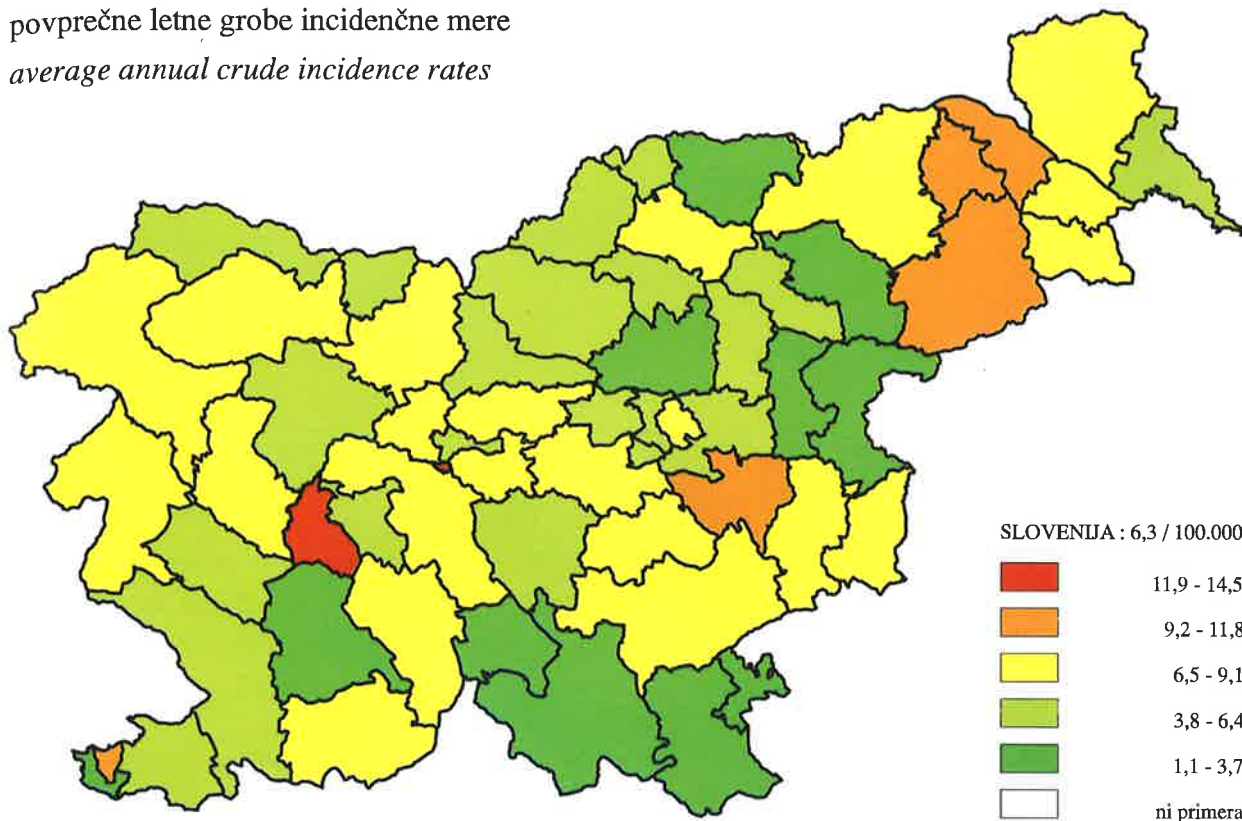 povprečne letne grobe incidenčne mere
average annual crude incidence rates
SLOVENIJA : 6,3 / 100.000
11,9 - 14,5
9,2 - 11,8
6,5 - 9,1
3,8 - 6,4
1,1 - 3,7
ni primera